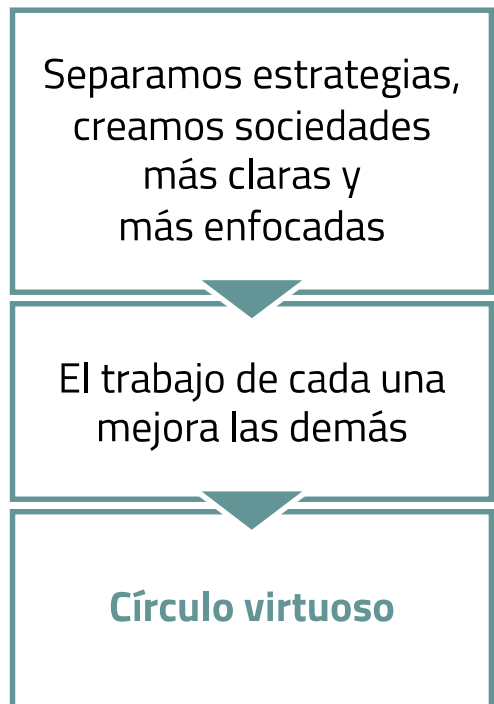 Separamos estrategias,
creamos sociedades
más claras y
más enfocadas
El trabajo de cada una
mejora las demás
Círculo virtuoso